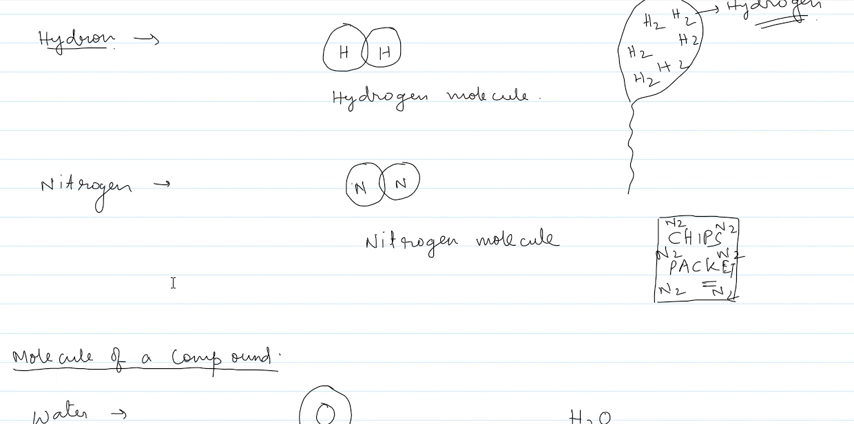 Hydrogen
Hydron →
H H
Hydrogen molecule.
H2 H2
H2 H2
H2 H2
Nitrogen →
N N
Nitrogen molecule
N2 N2
CHIPS
N2 N2
PACKET
N2 N2
Molecule of a Compound.
Water →
O
H2O